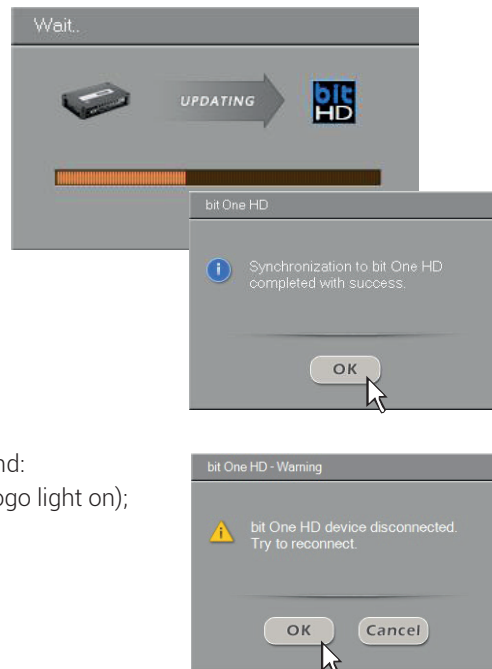 Wait..
UPDATING
bit
HD
bit One HD
Synchronization to bit One HD
completed with success.
OK
nd:
ogo light on);
bit One HD - Warning
bit One HD device disconnected.
Try to reconnect.
OK
Cancel